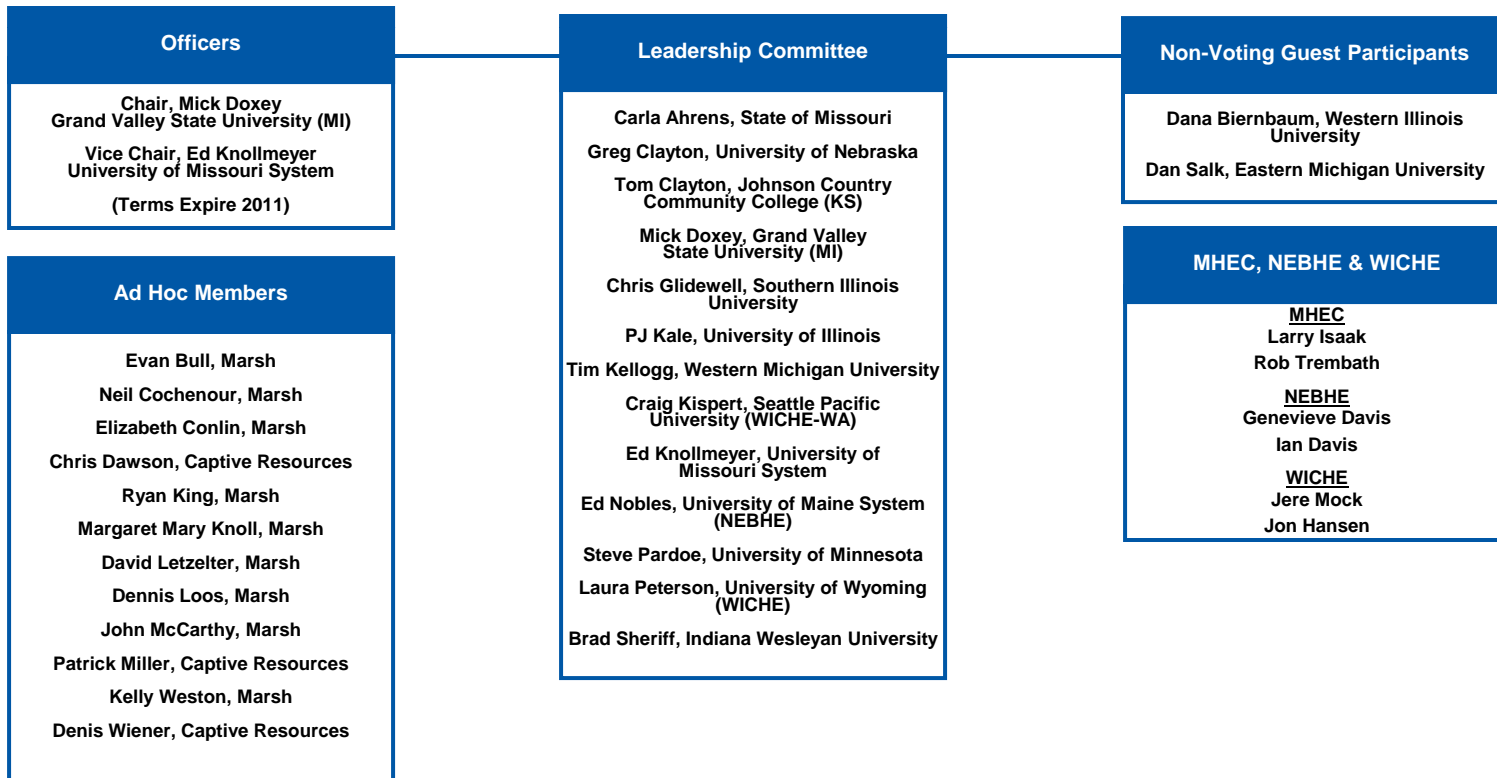 Officers
Chair, Mick Doxey
Grand Valley State University (MI)
Vice Chair, Ed Knollmeyer
University of Missouri System
(Terms Expire 2011)
Ad Hoc Members
Evan Bull, Marsh
Neil Cochenour, Marsh
Elizabeth Conlin, Marsh
Chris Dawson, Captive Resources
Ryan King, Marsh
Margaret Mary Knoll, Marsh
David Letzelter, Marsh
Dennis Loos, Marsh
John McCarthy, Marsh
Patrick Miller, Captive Resources
Kelly Weston, Marsh
Denis Wiener, Captive Resources
Leadership Committee
Carla Ahrens, State of Missouri
Greg Clayton, University of Nebraska
Tom Clayton, Johnson Country
Community College (KS)
Mick Doxey, Grand Valley
State University (MI)
Chris Glidewell, Southern Illinois
University
PJ Kale, University of Illinois
Tim Kellogg, Western Michigan University
Craig Kispert, Seattle Pacific
University (WICHE-WA)
Ed Knollmeyer, University of
Missouri System
Ed Nobles, University of Maine System
(NEBHE)
Steve Pardoe, University of Minnesota
Laura Peterson, University of Wyoming
(WICHE)
Brad Sheriff, Indiana Wesleyan University
Non-Voting Guest Participants
Dana Biernbaum, Western Illinois
University
Dan Salk, Eastern Michigan University
MHEC, NEBHE & WICHE
MHEC
Larry Isaak
Rob Trembath
NEBHE
Genevieve Davis
Ian Davis
WICHE
Jere Mock
Jon Hansen